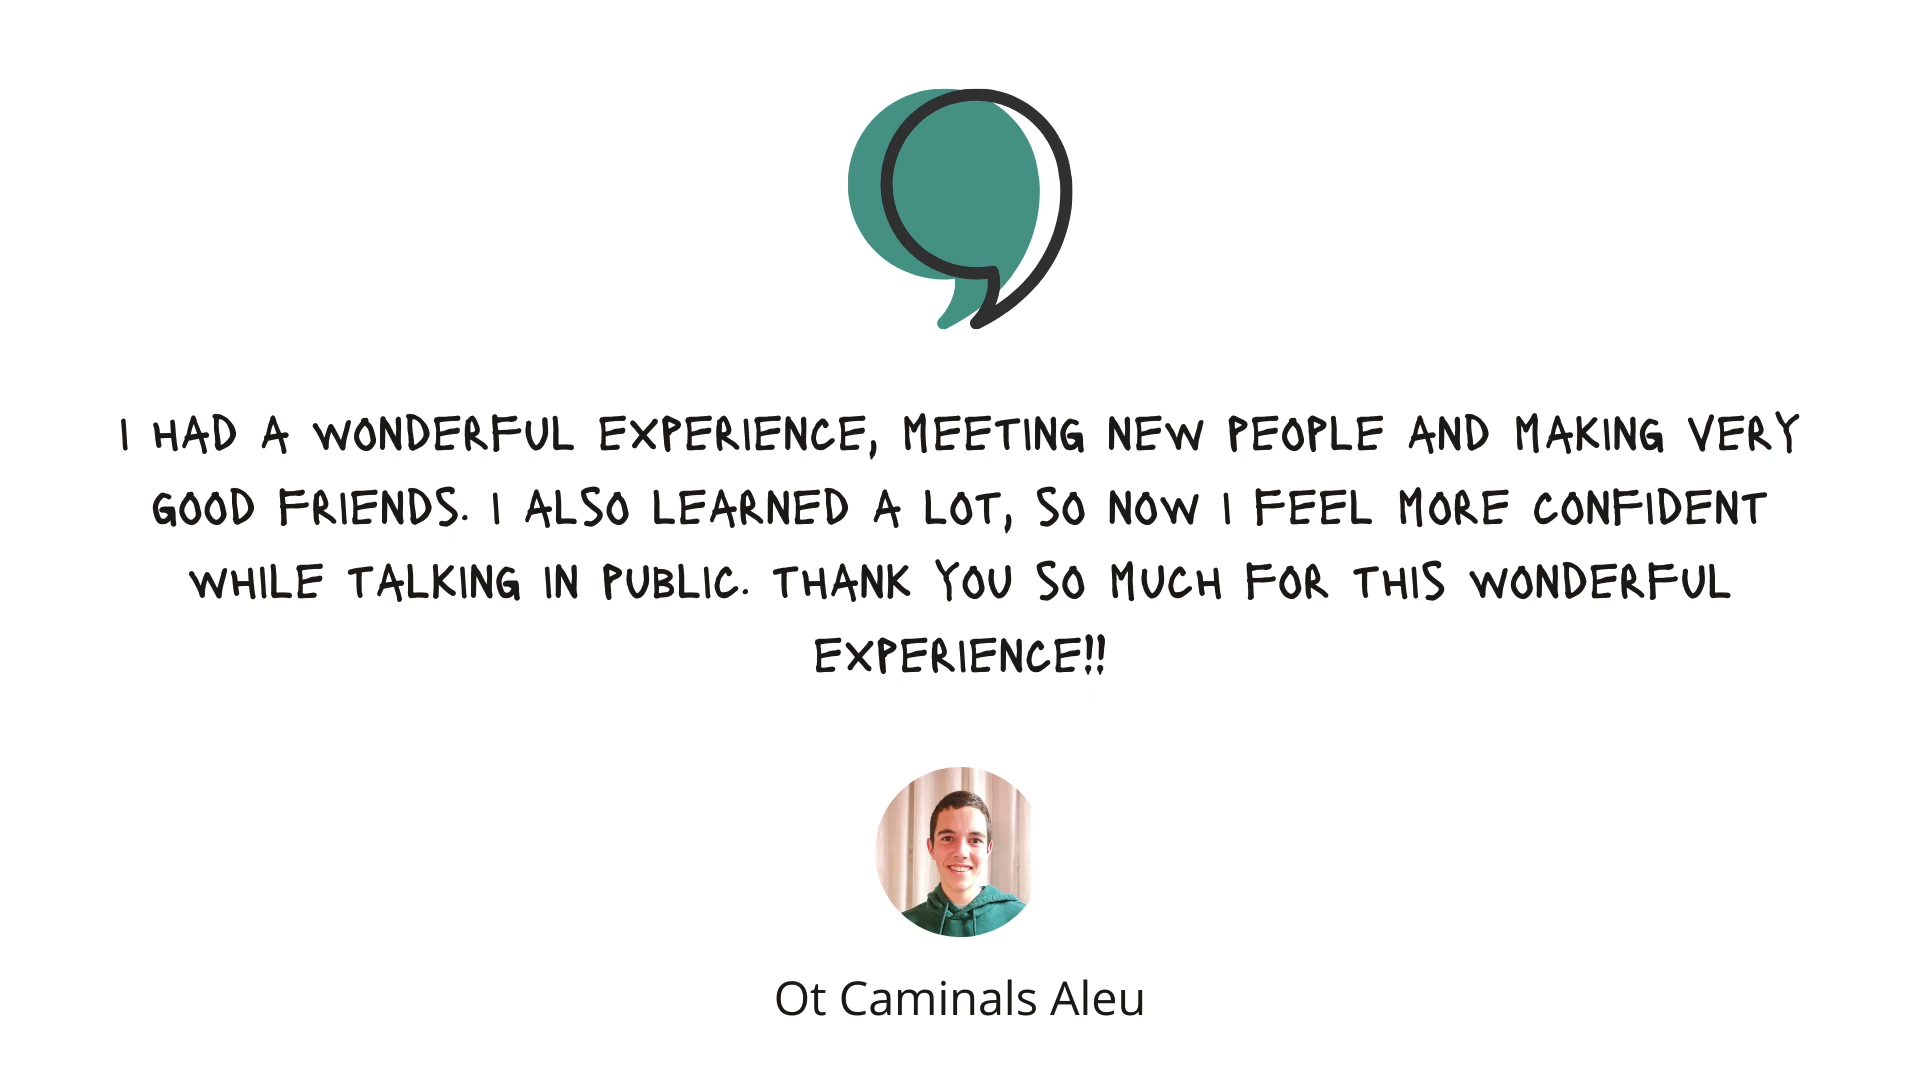 I HAD A WONDERFUL EXPERIENCE, MEETING NEW PEOPLE AND MAKING VERY
GOOD FRIENDS. I ALSO LEARNED A LOT, SO NOW I FEEL MORE CONFIDENT
WHILE TALKING IN PUBLIC. THANK YOU SO MUCH FOR THIS WONDERFUL
EXPERIENCE!!
Ot Caminals Aleu